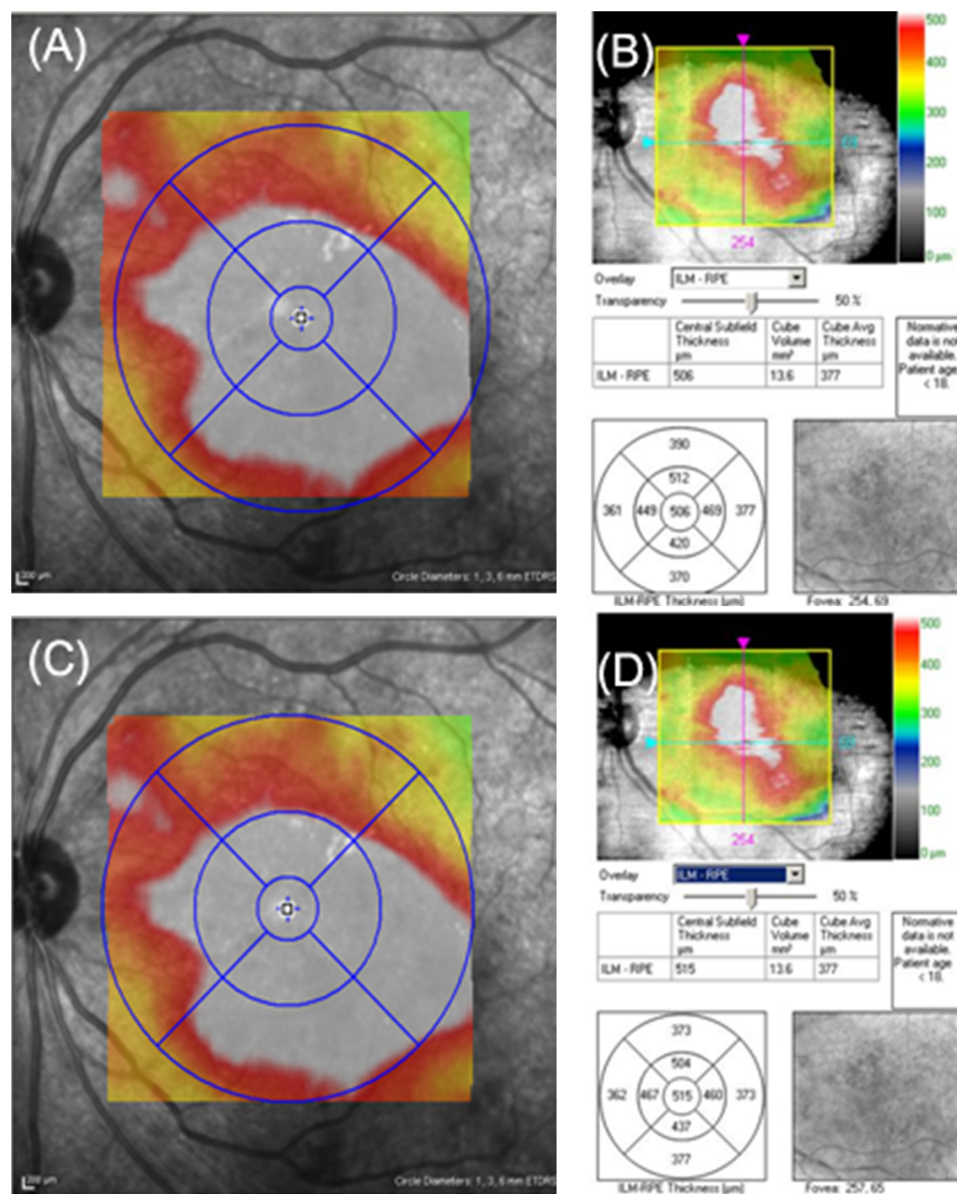 (A)
200 µm
Circle Diameters: 1, 3, 6 mm ETDRS
(B)
500
400
300
200
100
0 µm
254
Overlay ILM - RPE
Transparency 50 %
Central Subfield Thickness µm
Cube Volume mm³
Cube Avg Thickness µm
ILM - RPE 506 13.6 377
Normative data is not available. Patient age < 18.
390
512
361 449 506 469 377
420
370
ILM-RPE Thickness (µm)
Fovea: 254, 69
(C)
200 µm
Circle Diameters: 1, 3, 6 mm ETDRS
(D)
500
400
300
200
100
0 µm
254
Overlay ILM - RPE
Transparency 50 %
Central Subfield Thickness µm
Cube Volume mm³
Cube Avg Thickness µm
ILM - RPE 515 13.6 377
Normative data is not available. Patient age < 18.
373
504
362 467 515 460 373
437
377
ILM-RPE Thickness (µm)
Fovea: 257, 65